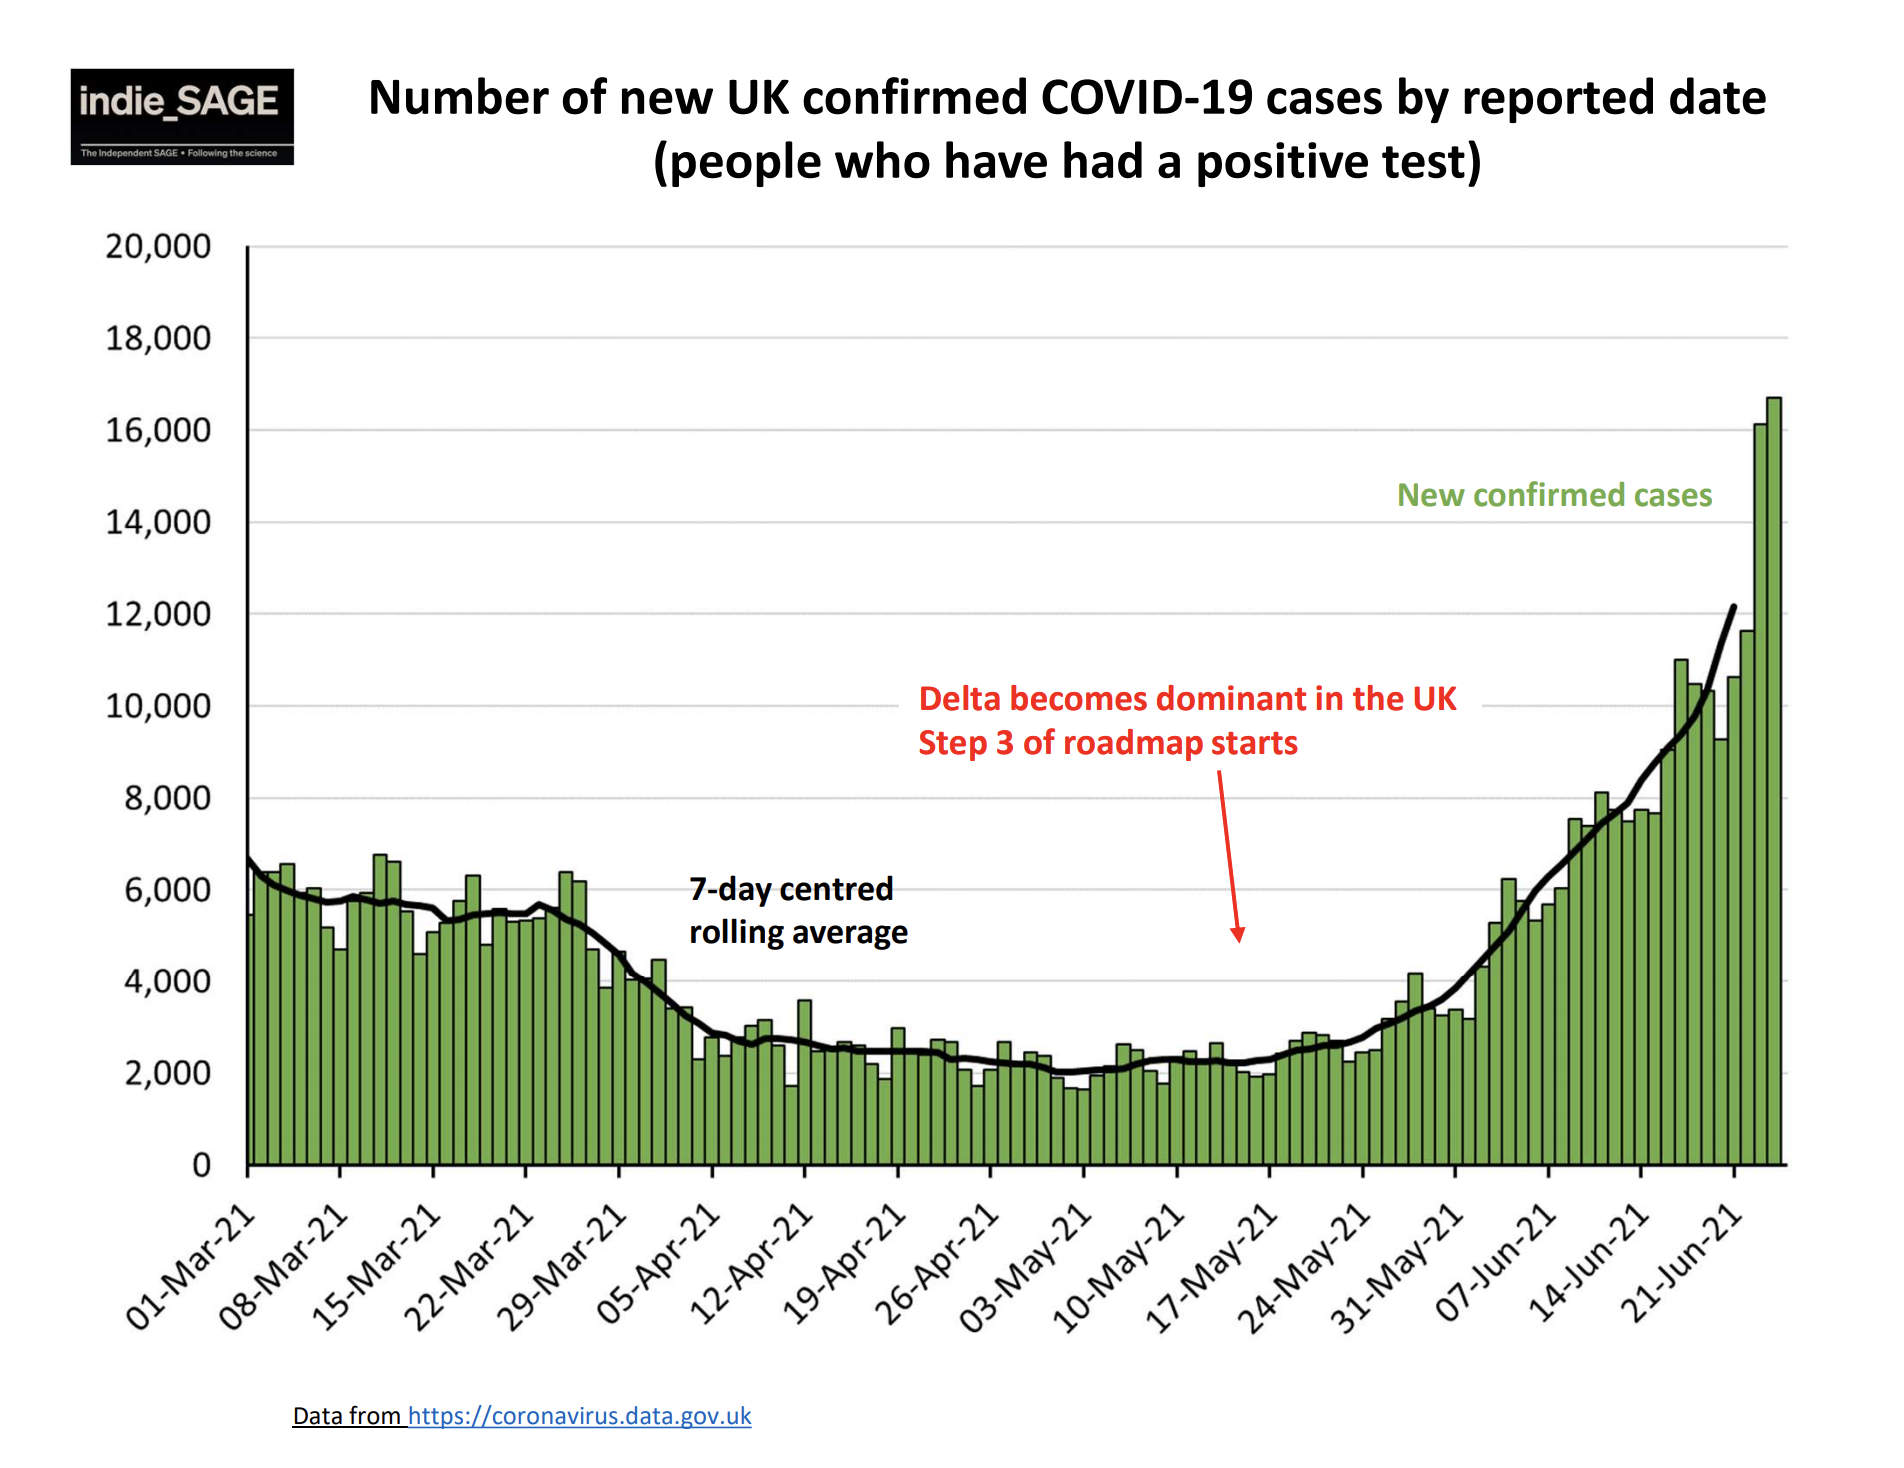 indie_SAGE
The Independent SAGE • Following the science
Number of new UK confirmed COVID-19 cases by reported date
(people who have had a positive test)
20,000
18,000
16,000
14,000
12,000
10,000
8,000
6,000
4,000
2,000
0
New confirmed cases
Delta becomes dominant in the UK
Step 3 of roadmap starts
7-day centred
rolling average
01-Mar-21
08-Mar-21
15-Mar-21
22-Mar-21
29-Mar-21
05-Apr-21
12-Apr-21
19-Apr-21
26-Apr-21
03-May-21
10-May-21
17-May-21
24-May-21
31-May-21
07-Jun-21
14-Jun-21
21-Jun-21
Data from https://coronavirus.data.gov.uk